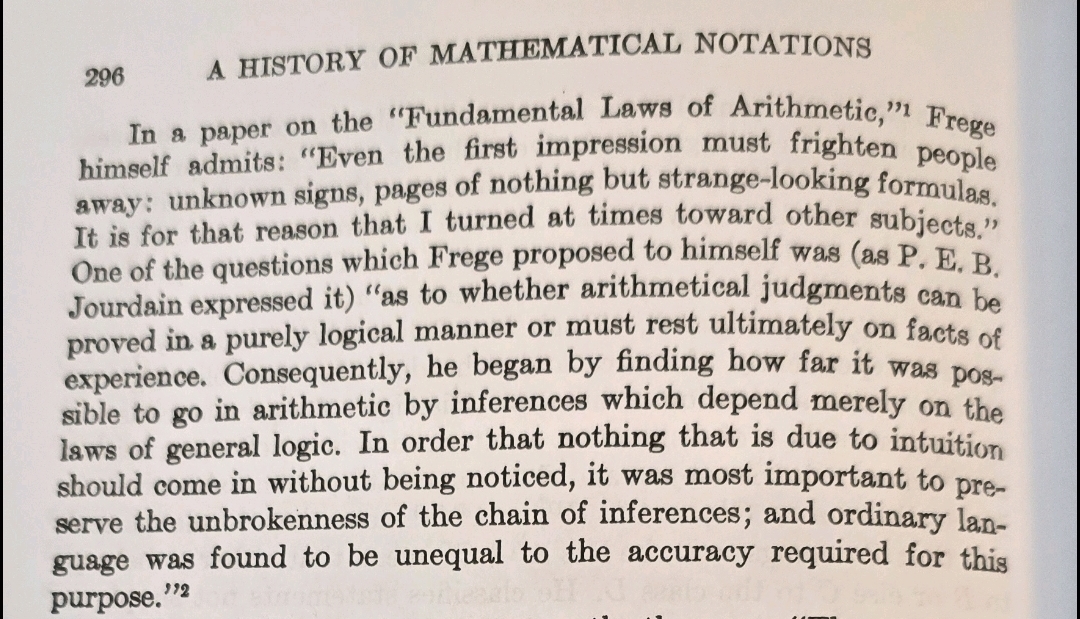 296 A HISTORY OF MATHEMATICAL NOTATIONS
In a paper on the “Fundamental Laws of Arithmetic,”¹ Frege
himself admits: “Even the first impression must frighten people
away: unknown signs, pages of nothing but strange-looking formulas.
It is for that reason that I turned at times toward other subjects.”
One of the questions which Frege proposed to himself was (as P. E. B.
Jourdain expressed it) “as to whether arithmetical judgments can be
proved in a purely logical manner or must rest ultimately on facts of
experience. Consequently, he began by finding how far it was pos-
sible to go in arithmetic by inferences which depend merely on the
laws of general logic. In order that nothing that is due to intuition
should come in without being noticed, it was most important to pre-
serve the unbrokenness of the chain of inferences; and ordinary lan-
guage was found to be unequal to the accuracy required for this
purpose.”²